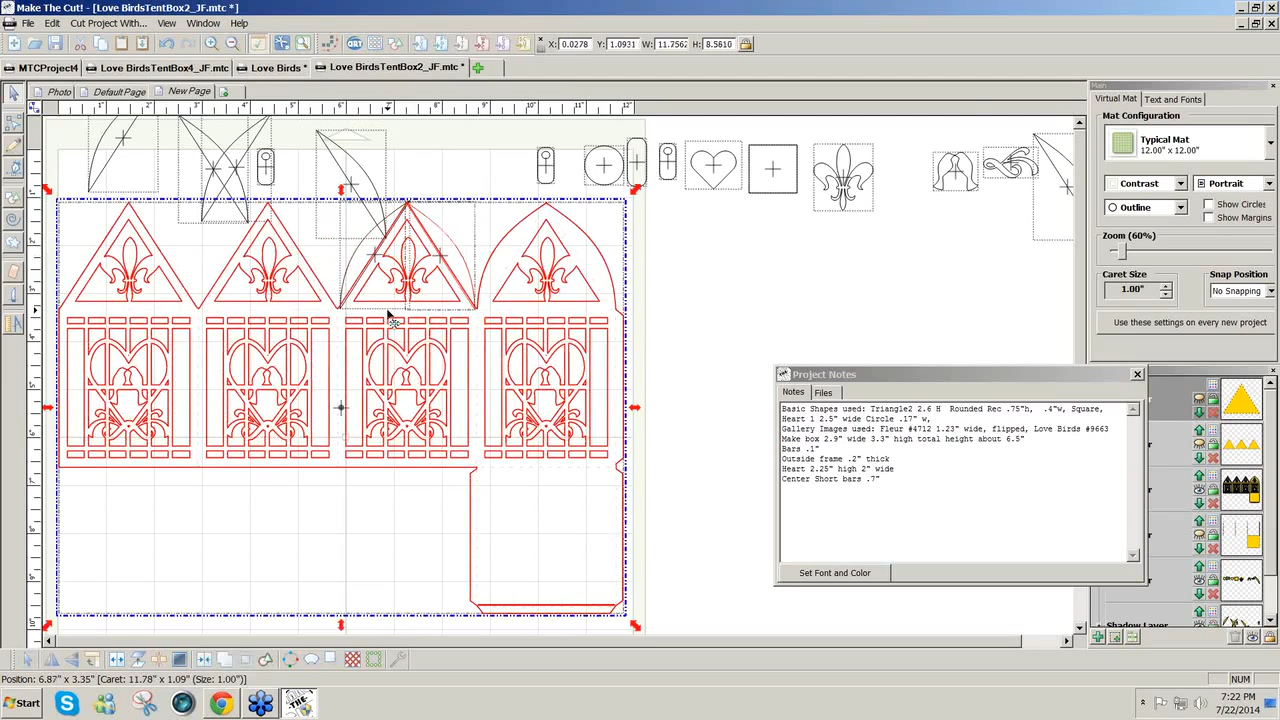 Make The Cut! - [Love BirdsTentBox2_JF.mtc *]
File Edit Cut Project With... View Window Help
X: 0.0278 Y: 1.0931 W: 11.7562 H: 8.5610
MTCProject4 Love BirdsTentBox4_JF.mtc Love Birds * Love BirdsTentBox2_JF.mtc *
Photo Default Page New Page
Main
Virtual Mat Text and Fonts
Mat Configuration
Typical Mat
12.00" x 12.00"
Contrast Portrait
Outline Show Circles
Show Margins
Zoom (60%)
Caret Size Snap Position
1.00" No Snapping
Use these settings on every new project
Project Notes
Notes Files
Basic Shapes used: Triangle2 2.6 H Rounded Rec .75"h, .4"w, Square,
Heart 1 2.5" wide Circle .17" w,
Gallery Images used: Fleur #4712 1.23" wide, flipped, Love Birds #9663
Make box 2.9" wide 3.3" high total height about 6.5"
Bars .1"
Outside frame .2" thick
Heart 2.25" high 2" wide
Center Short bars .7"
Set Font and Color
Shadow Layer
Position: 6.87" x 3.35" [Caret: 11.78" x 1.09" (Size: 1.00")]
NUM
Start
7:22 PM
7/22/2014